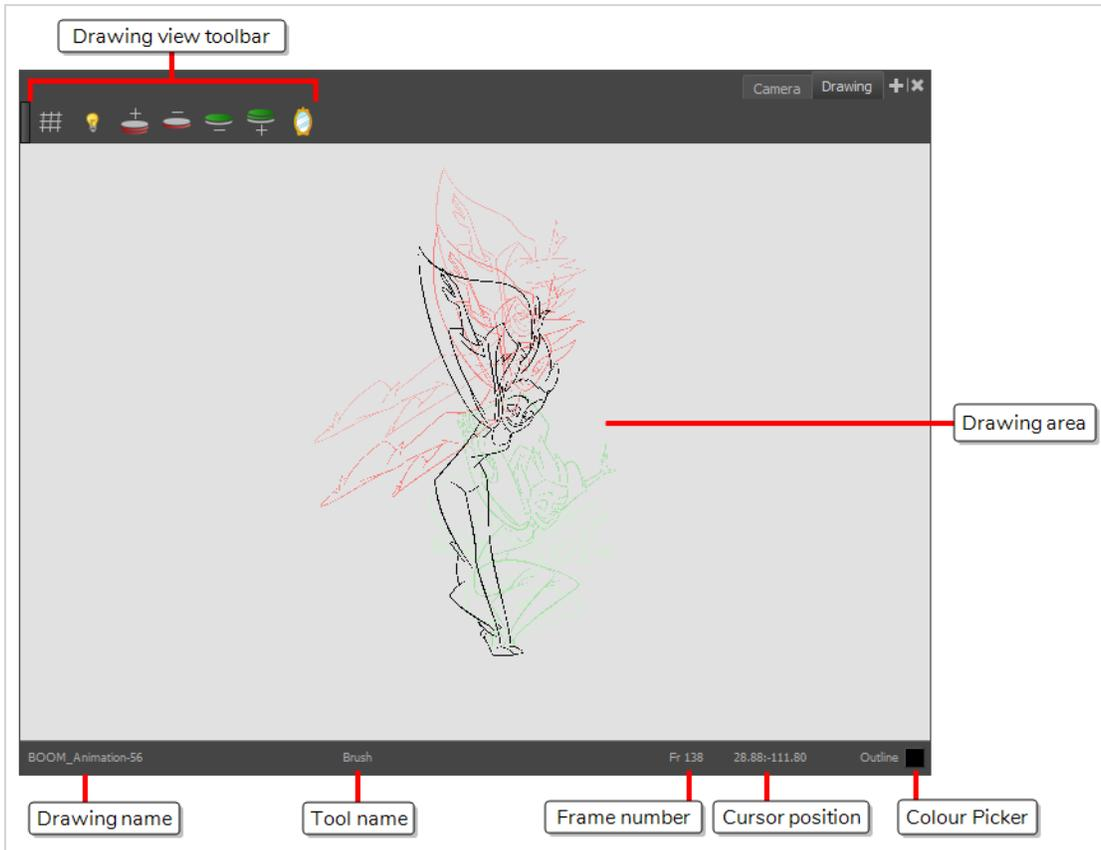 Drawing view toolbar
Camera
Drawing
Drawing area
BOOM_Animation-56
Brush
Fr 138
28.88:-111.80
Outline
Drawing name
Tool name
Frame number
Cursor position
Colour Picker